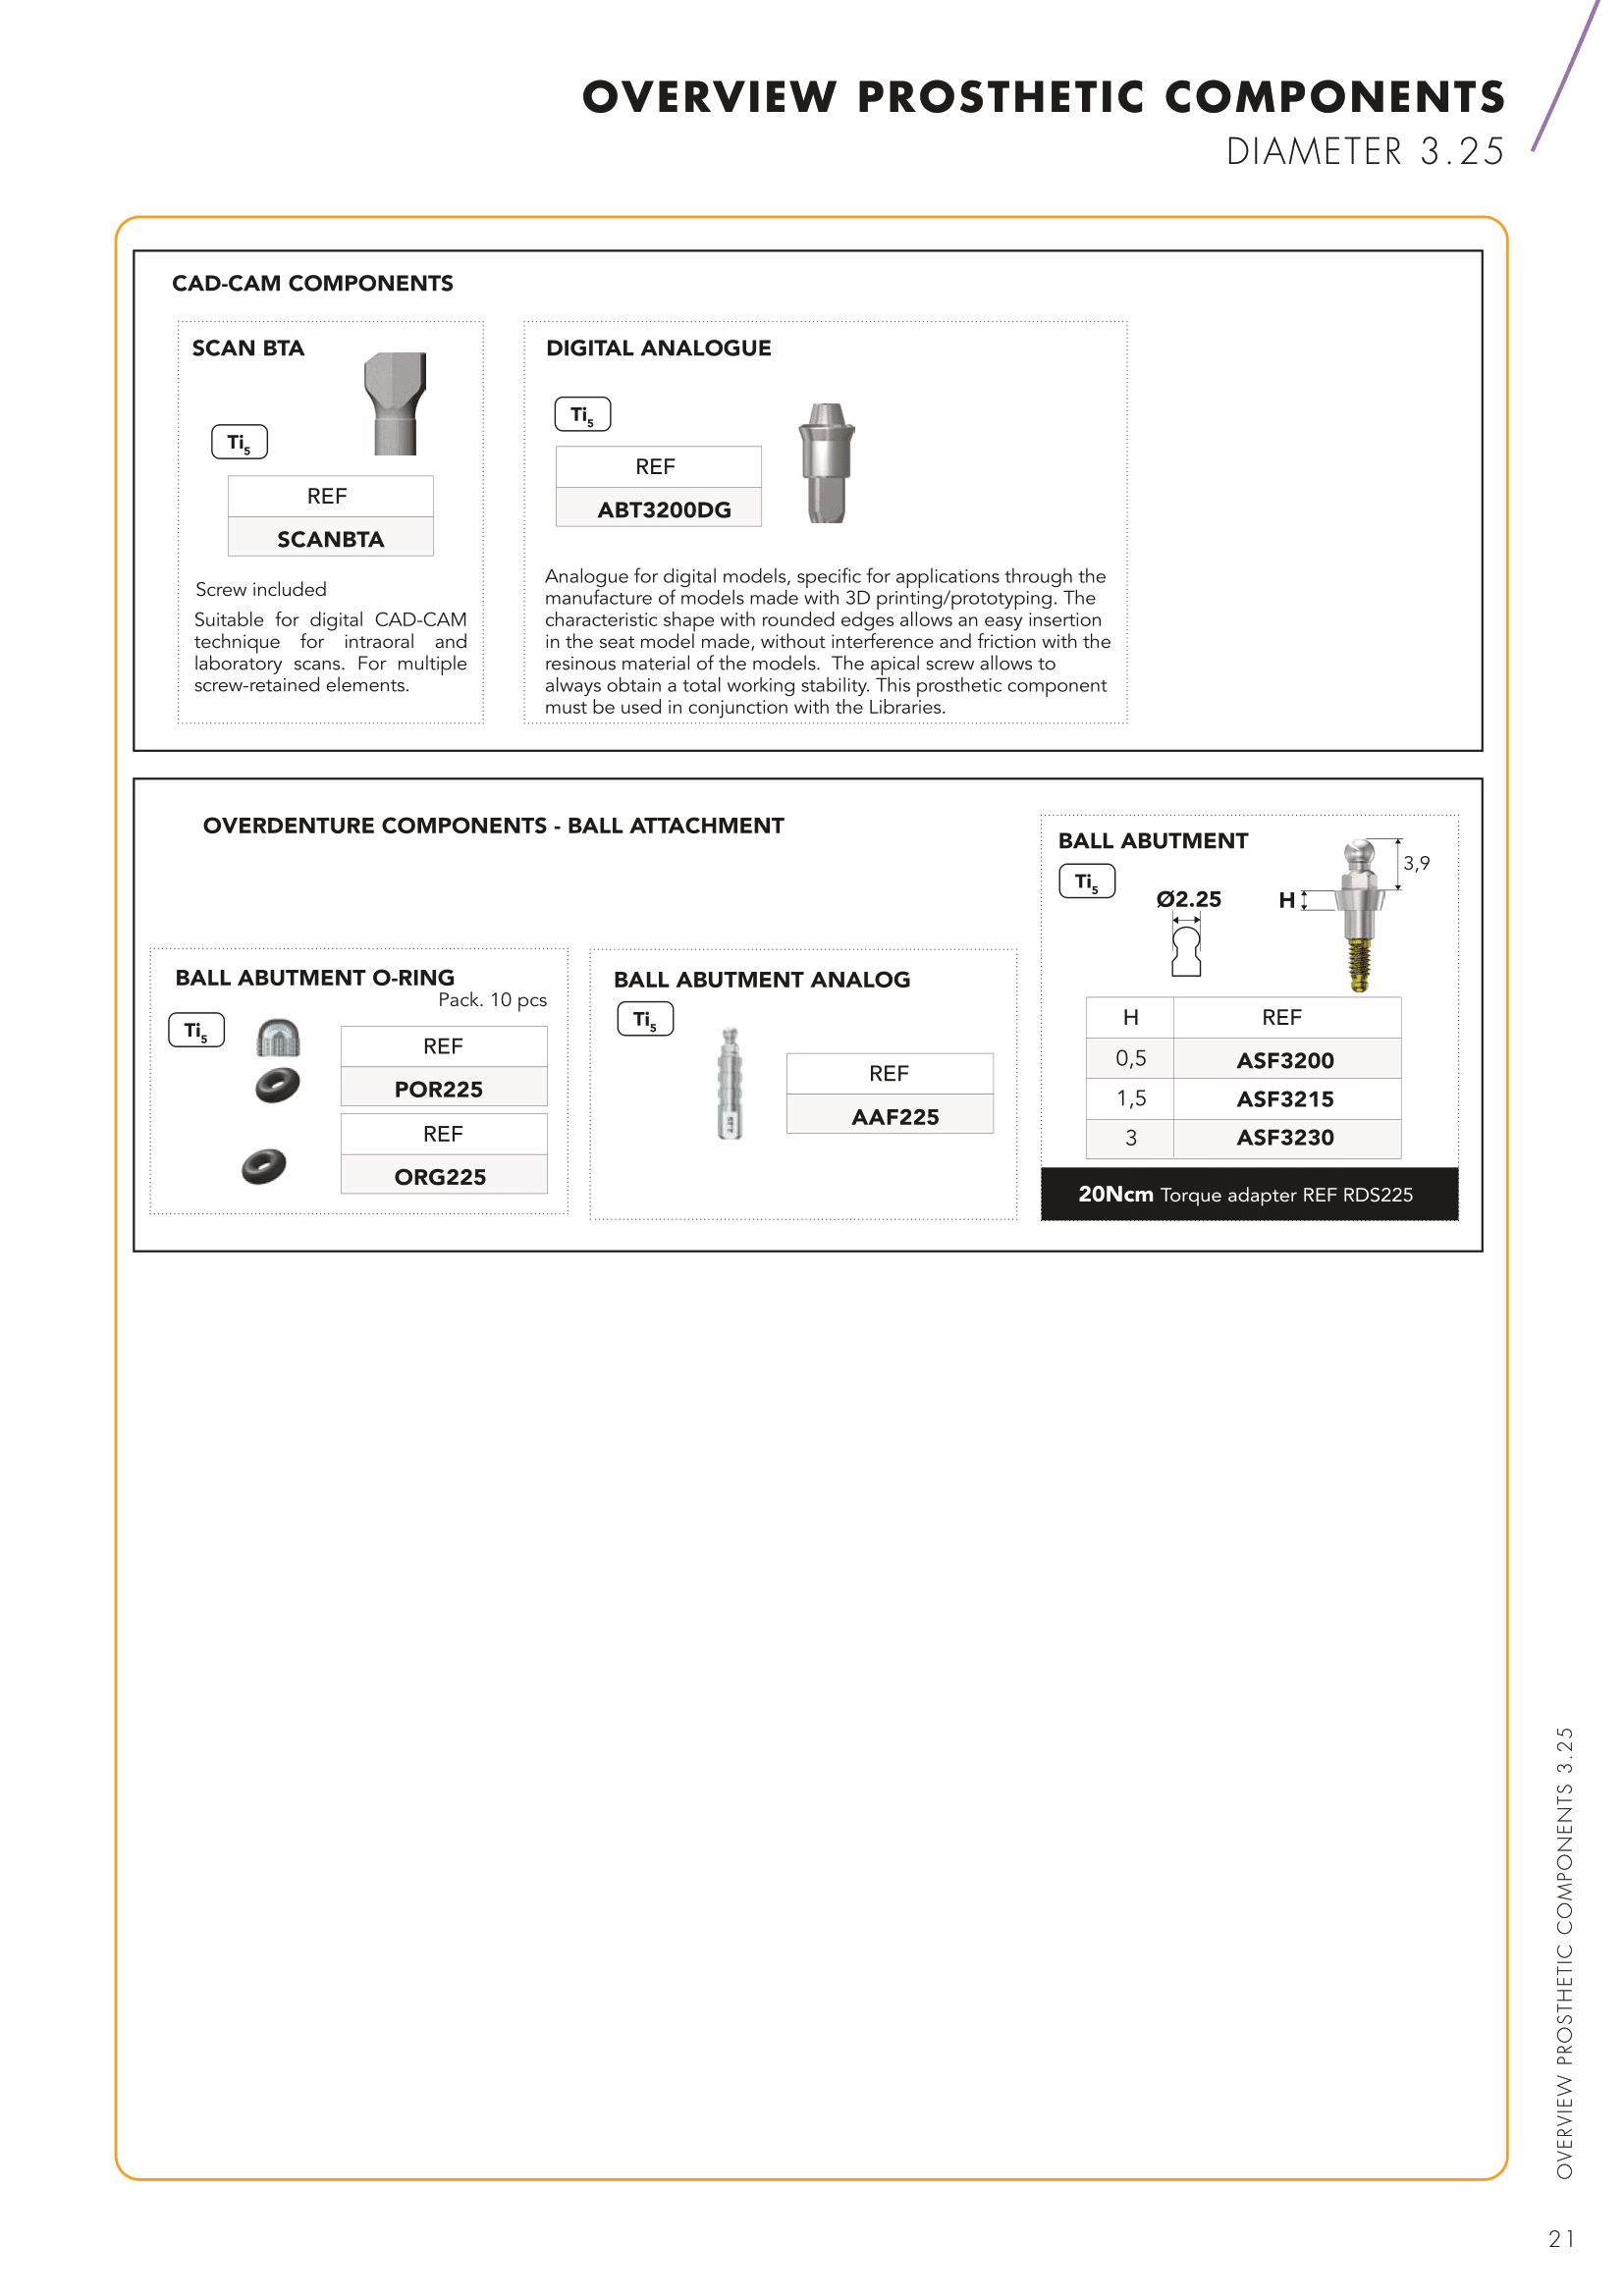 OVERVIEW PROSTHETIC COMPONENTS
DIAMETER 3.25
CAD-CAM COMPONENTS
SCAN BTA
Ti5
REF
SCANBTA
Screw included
Suitable for digital CAD-CAM
technique for intraoral and
laboratory scans. For multiple
screw-retained elements.
DIGITAL ANALOGUE
Ti5
REF
ABT3200DG
Analogue for digital models, specific for applications through the
manufacture of models made with 3D printing/prototyping. The
characteristic shape with rounded edges allows an easy insertion
in the seat model made, without interference and friction with the
resinous material of the models. The apical screw allows to
always obtain a total working stability. This prosthetic component
must be used in conjunction with the Libraries.
OVERDENTURE COMPONENTS - BALL ATTACHMENT
BALL ABUTMENT O-RING
Pack. 10 pcs
Ti5
REF
POR225
REF
ORG225
BALL ABUTMENT ANALOG
Ti5
REF
AAF225
BALL ABUTMENT
Ti5
Ø2.25
H
3,9
H REF
0,5 ASF3200
1,5 ASF3215
3 ASF3230
20Ncm Torque adapter REF RDS225
OVERVIEW PROSTHETIC COMPONENTS 3.25
21